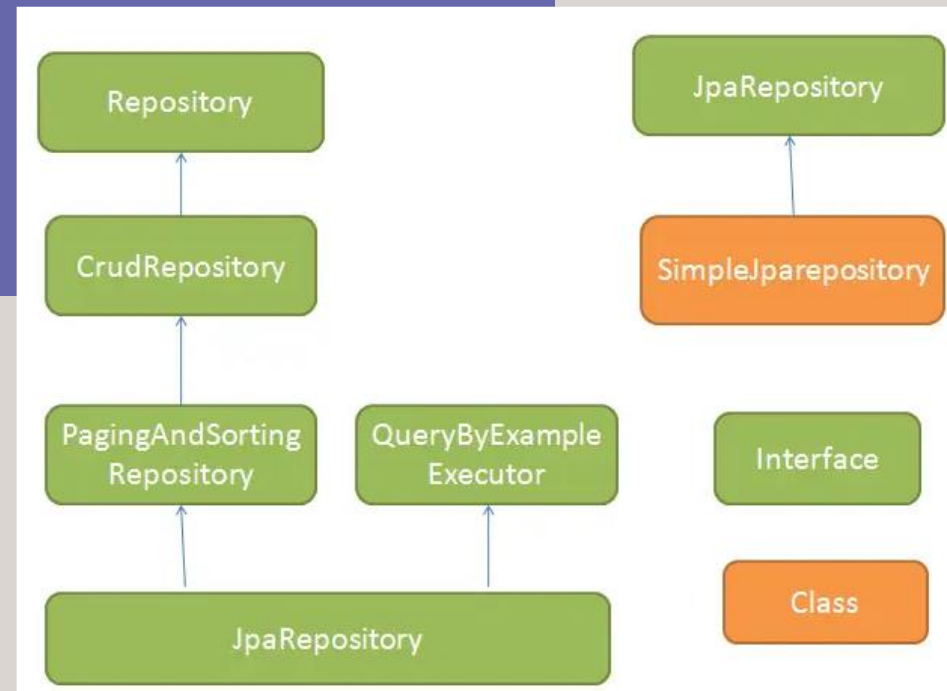 Repository
JpaRepository
CrudRepository
SimpleJparepository
PagingAndSorting
Repository
QueryByExample
Executor
Interface
Class
JpaRepository